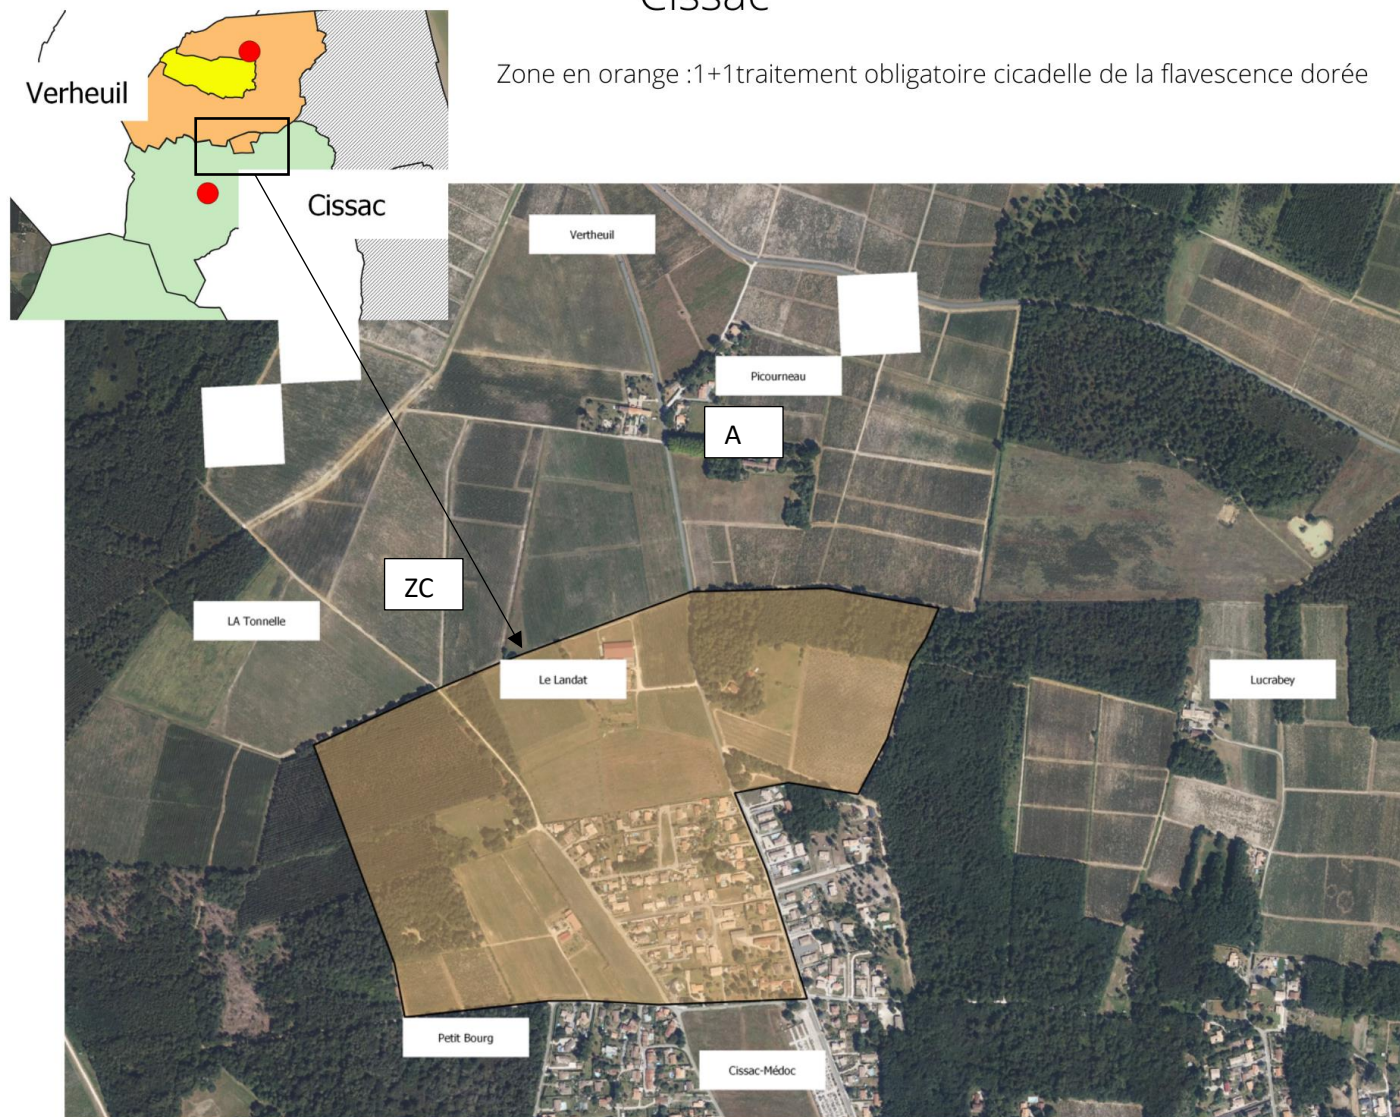 Cissac
Zone en orange :1+1traitement obligatoire cicadelle de la flavescence dorée
Verheuil
Cissac
Vertheuil
Picourneau
A
ZC
LA Tonnelle
Le Landat
Lucrabey
Petit Bourg
Cissac-Médoc